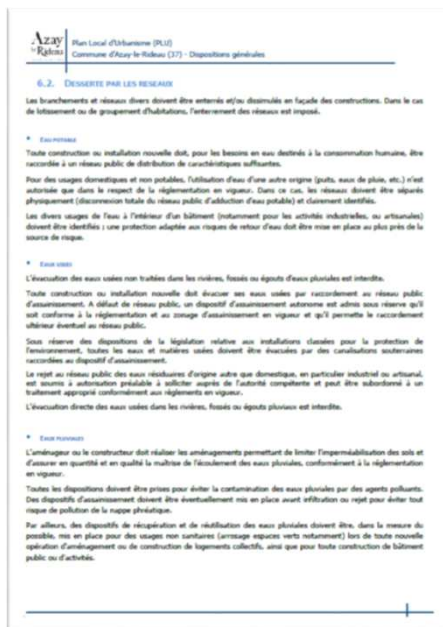 Azay
le Rideau
Plan Local d'Urbanisme (PLU)
Commune d'Azay-le-Rideau (37) - Dispositions générales
6.2. DESSERTE PAR LES RESEAUX
Les branchements et réseaux divers doivent être enterrés et/ou dissimulés en façade des constructions. Dans le cas
de lotissement ou de groupement d'habitations, l'enterrement des réseaux est imposé.
• EAU POTABLE
Toute construction ou installation nouvelle doit, pour les besoins en eau destinés à la consommation humaine, être
raccordée à un réseau public de distribution de caractéristiques suffisantes.
Pour des usages domestiques et non potables, l'utilisation d'eau d'une autre origine (puits, eaux de pluie, etc.) n'est
autorisée que dans le respect de la réglementation en vigueur. Dans ce cas, les réseaux doivent être séparés
physiquement (disconnexion totale du réseau public d'adduction d'eau potable) et clairement identifiés.
Les divers usages de l'eau à l'intérieur d'un bâtiment (notamment pour les activités industrielles, ou artisanales)
doivent être identifiés : une protection adaptée aux risques de retour d'eau doit être mise en place au plus près de la
source de risque.
• EAUX USEES
L'évacuation des eaux usées non traitées dans les rivières, fossés ou égouts d'eaux pluviales est interdite.
Toute construction ou installation nouvelle doit évacuer ses eaux usées par raccordement au réseau public
d'assainissement. A défaut de réseau public, un dispositif d'assainissement autonome est admis sous réserve qu'il
soit conforme à la réglementation et au zonage d'assainissement en vigueur et qu'il permette le raccordement
ultérieur éventuel au réseau public.
Sous réserve des dispositions de la législation relative aux installations classées pour la protection de
l'environnement, toutes les eaux et matières usées doivent être évacuées par des canalisations souterraines
raccordées au dispositif d'assainissement.
Le rejet au réseau public des eaux résiduaires d'origine autre que domestique, en particulier industriel ou artisanal,
est soumis à autorisation préalable à solliciter auprès de l'autorité compétente et peut être subordonné à un
traitement approprié conformément aux règlements en vigueur.
L'évacuation directe des eaux usées dans les rivières, fossés ou égouts pluviaux est interdite.
• EAUX PLUVIALES
L'aménageur ou le constructeur doit réaliser les aménagements permettant de limiter l'imperméabilisation des sols et
d'assurer en quantité et en qualité la maîtrise de l'écoulement des eaux pluviales, conformément à la réglementation
en vigueur.
Toutes les dispositions doivent être prises pour éviter la contamination des eaux pluviales par des agents polluants.
Des dispositifs d'assainissement doivent être éventuellement mis en place avant infiltration ou rejet pour éviter tout
risque de pollution de la nappe phréatique.
Par ailleurs, des dispositifs de récupération et de réutilisation des eaux pluviales doivent être, dans la mesure du
possible, mis en place pour des usages non sanitaires (arrosage espaces verts notamment) lors de toute nouvelle
opération d'aménagement ou de construction de logements collectifs, ainsi que pour toute construction de bâtiment
public ou d'activités.